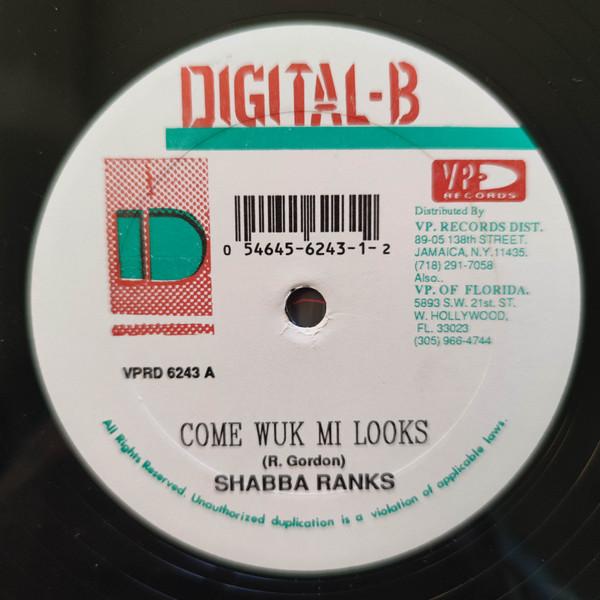 DIGITAL-B
VP
RECORDS
D
0 54645-6243-1-2
Distributed By
VP. RECORDS DIST.
89-05 138th STREET.
JAMAICA, N.Y.11435.
(718) 291-7058
Also..
VP. OF FLORIDA.
5893 S.W. 21st. ST.
W. HOLLYWOOD,
FL. 33023
(305) 966-4744
VPRD 6243 A
COME WUK MI LOOKS
(R. Gordon)
SHABBA RANKS
All Rights Reserved. Unauthorized duplication is a violation of applicable laws.